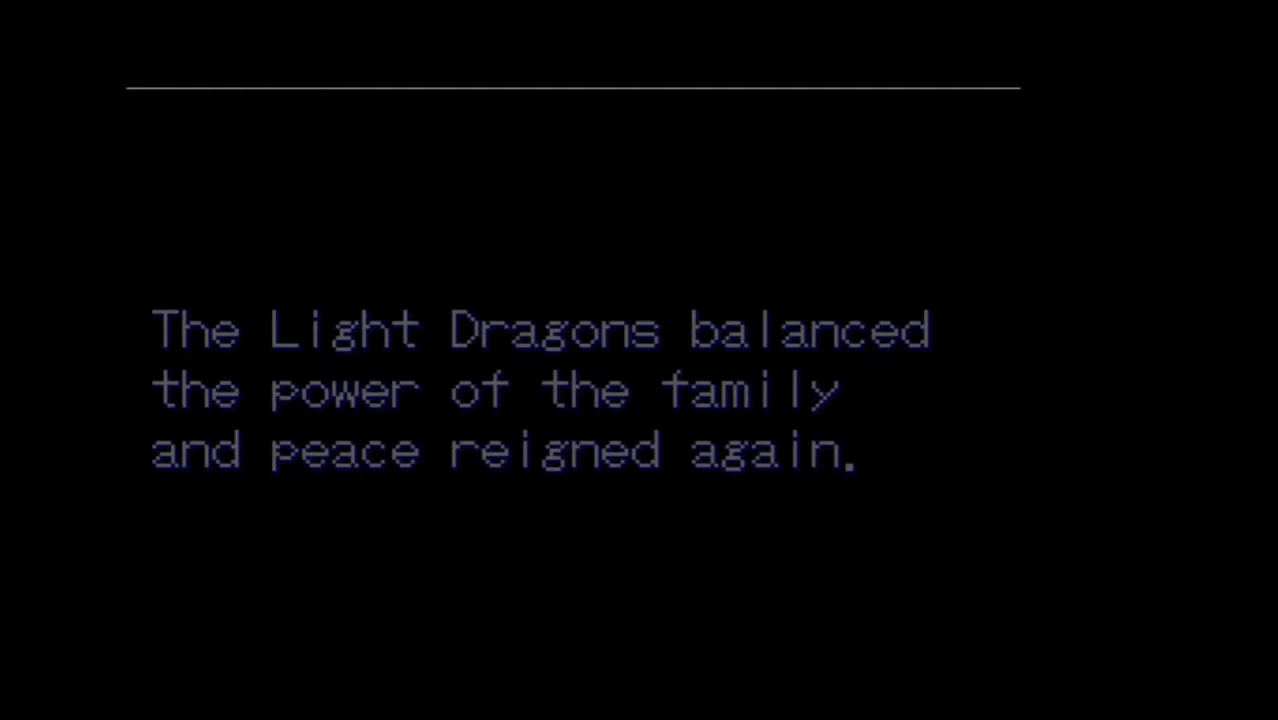 The Light Dragons balanced
the power of the family
and peace reigned again.